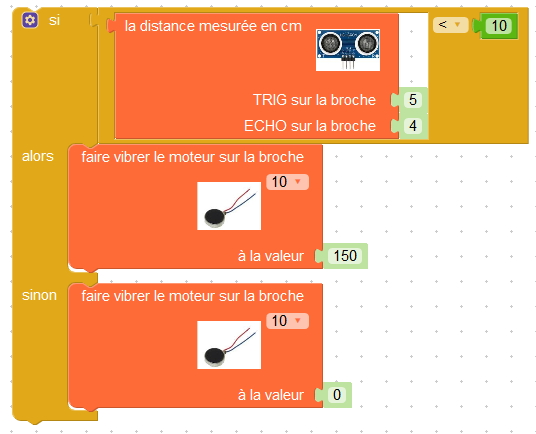 si la distance mesurée en cm < 10
TRIG sur la broche 5
ECHO sur la broche 4
alors faire vibrer le moteur sur la broche
10
à la valeur 150
sinon faire vibrer le moteur sur la broche
10
à la valeur 0